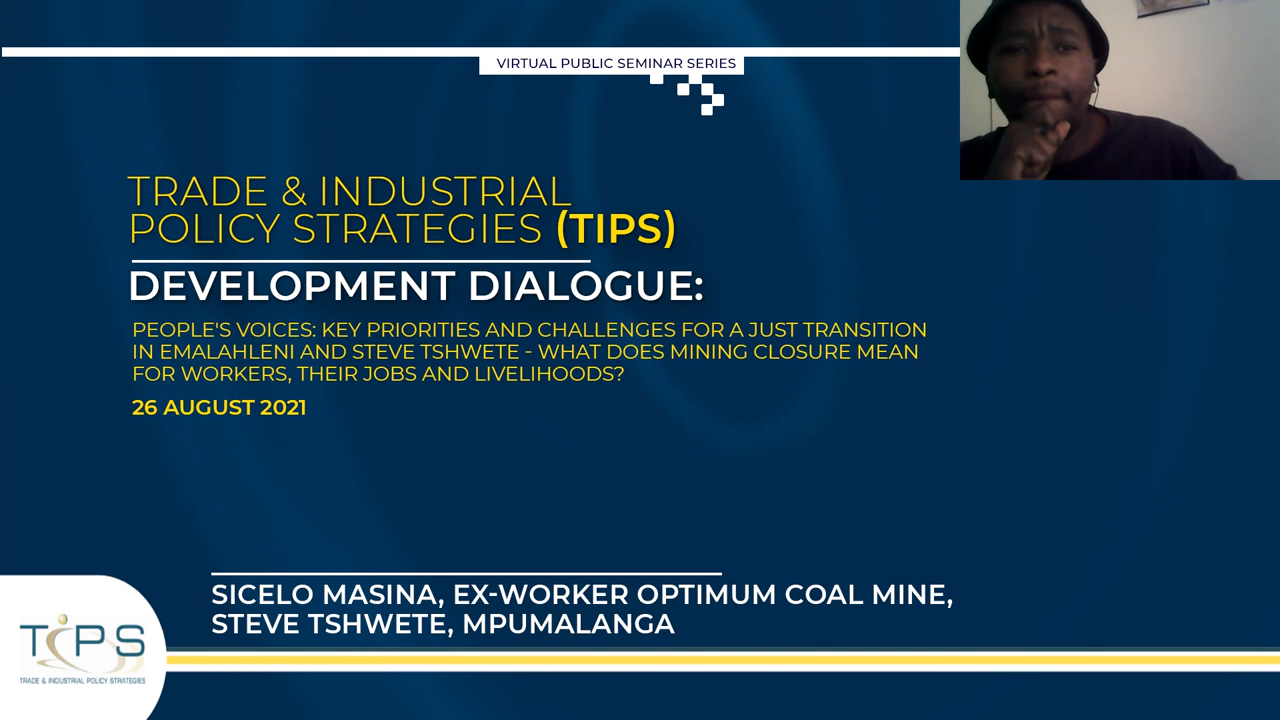 VIRTUAL PUBLIC SEMINAR SERIES
TRADE & INDUSTRIAL
POLICY STRATEGIES (TIPS)
DEVELOPMENT DIALOGUE:
PEOPLE'S VOICES: KEY PRIORITIES AND CHALLENGES FOR A JUST TRANSITION
IN EMALAHLENI AND STEVE TSHWETE - WHAT DOES MINING CLOSURE MEAN
FOR WORKERS, THEIR JOBS AND LIVELIHOODS?
26 AUGUST 2021
SICELO MASINA, EX-WORKER OPTIMUM COAL MINE,
STEVE TSHWETE, MPUMALANGA
TiPS
TRADE & INDUSTRIAL POLICY STRATEGIES